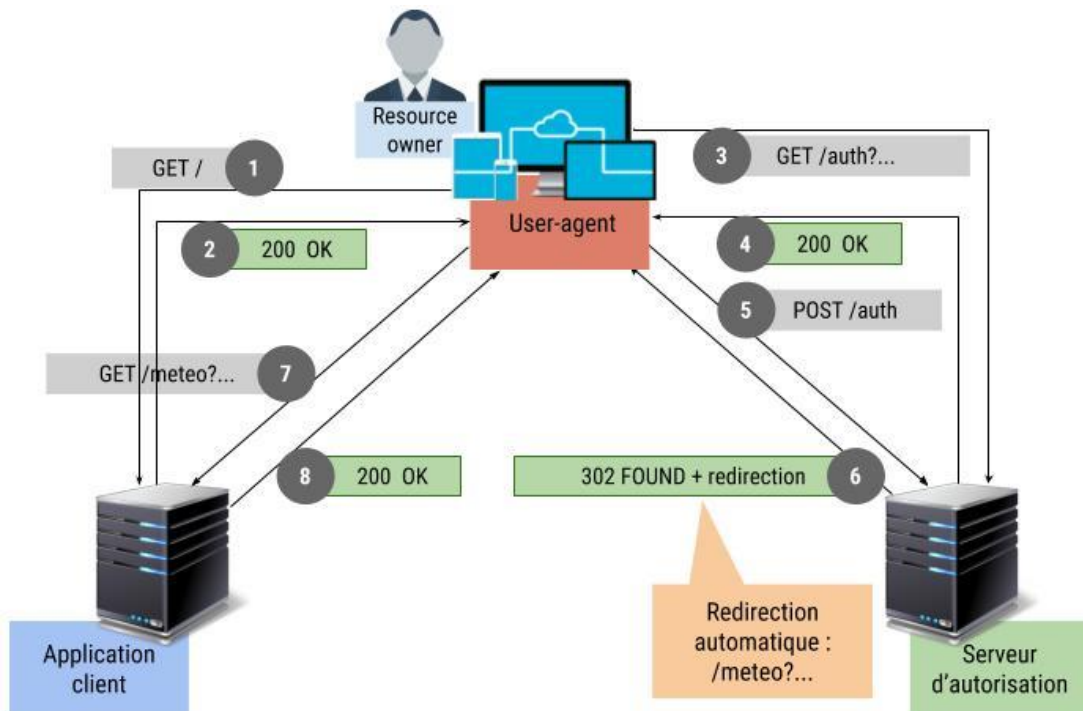 Resource
owner
GET /
1
3
GET /auth?...
User-agent
2
200 OK
4
200 OK
5
POST /auth
GET /meteo?...
7
8
200 OK
302 FOUND + redirection
6
Redirection
automatique :
/meteo?...
Application
client
Serveur
d'autorisation